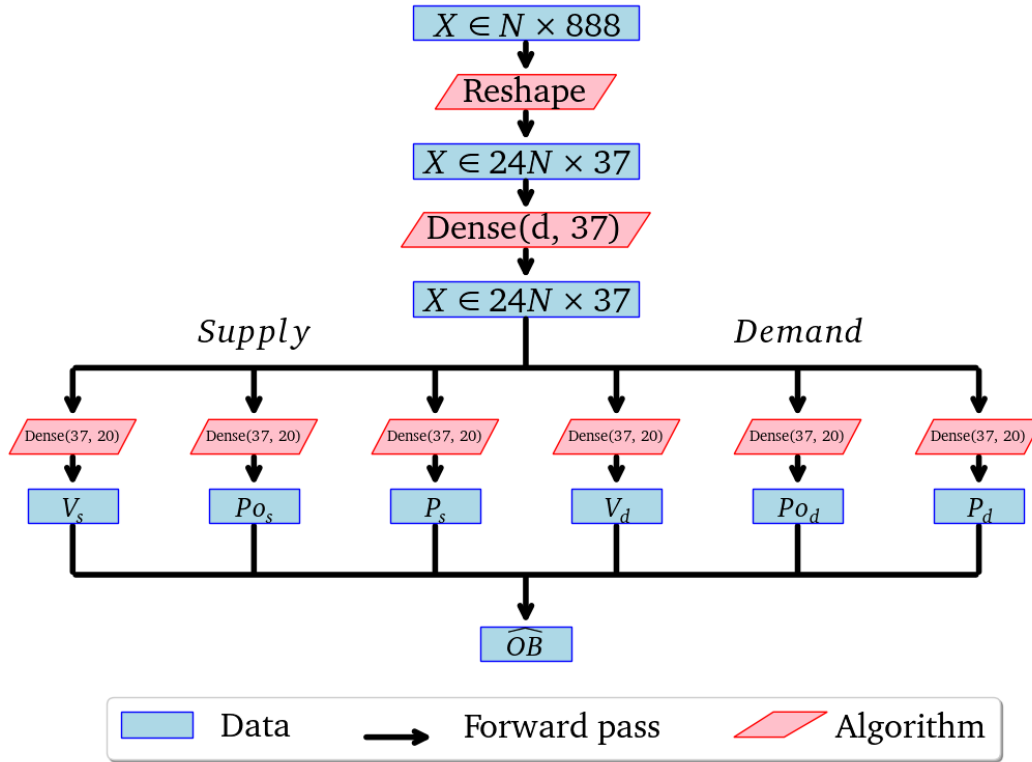 X ∈ N × 888
Reshape
X ∈ 24N × 37
Dense(d, 37)
X ∈ 24N × 37
Supply Demand
Dense(37, 20) Dense(37, 20) Dense(37, 20) Dense(37, 20) Dense(37, 20) Dense(37, 20)
V_s Po_s P_s V_d Po_d P_d
\widehat{OB}
Data Forward pass Algorithm